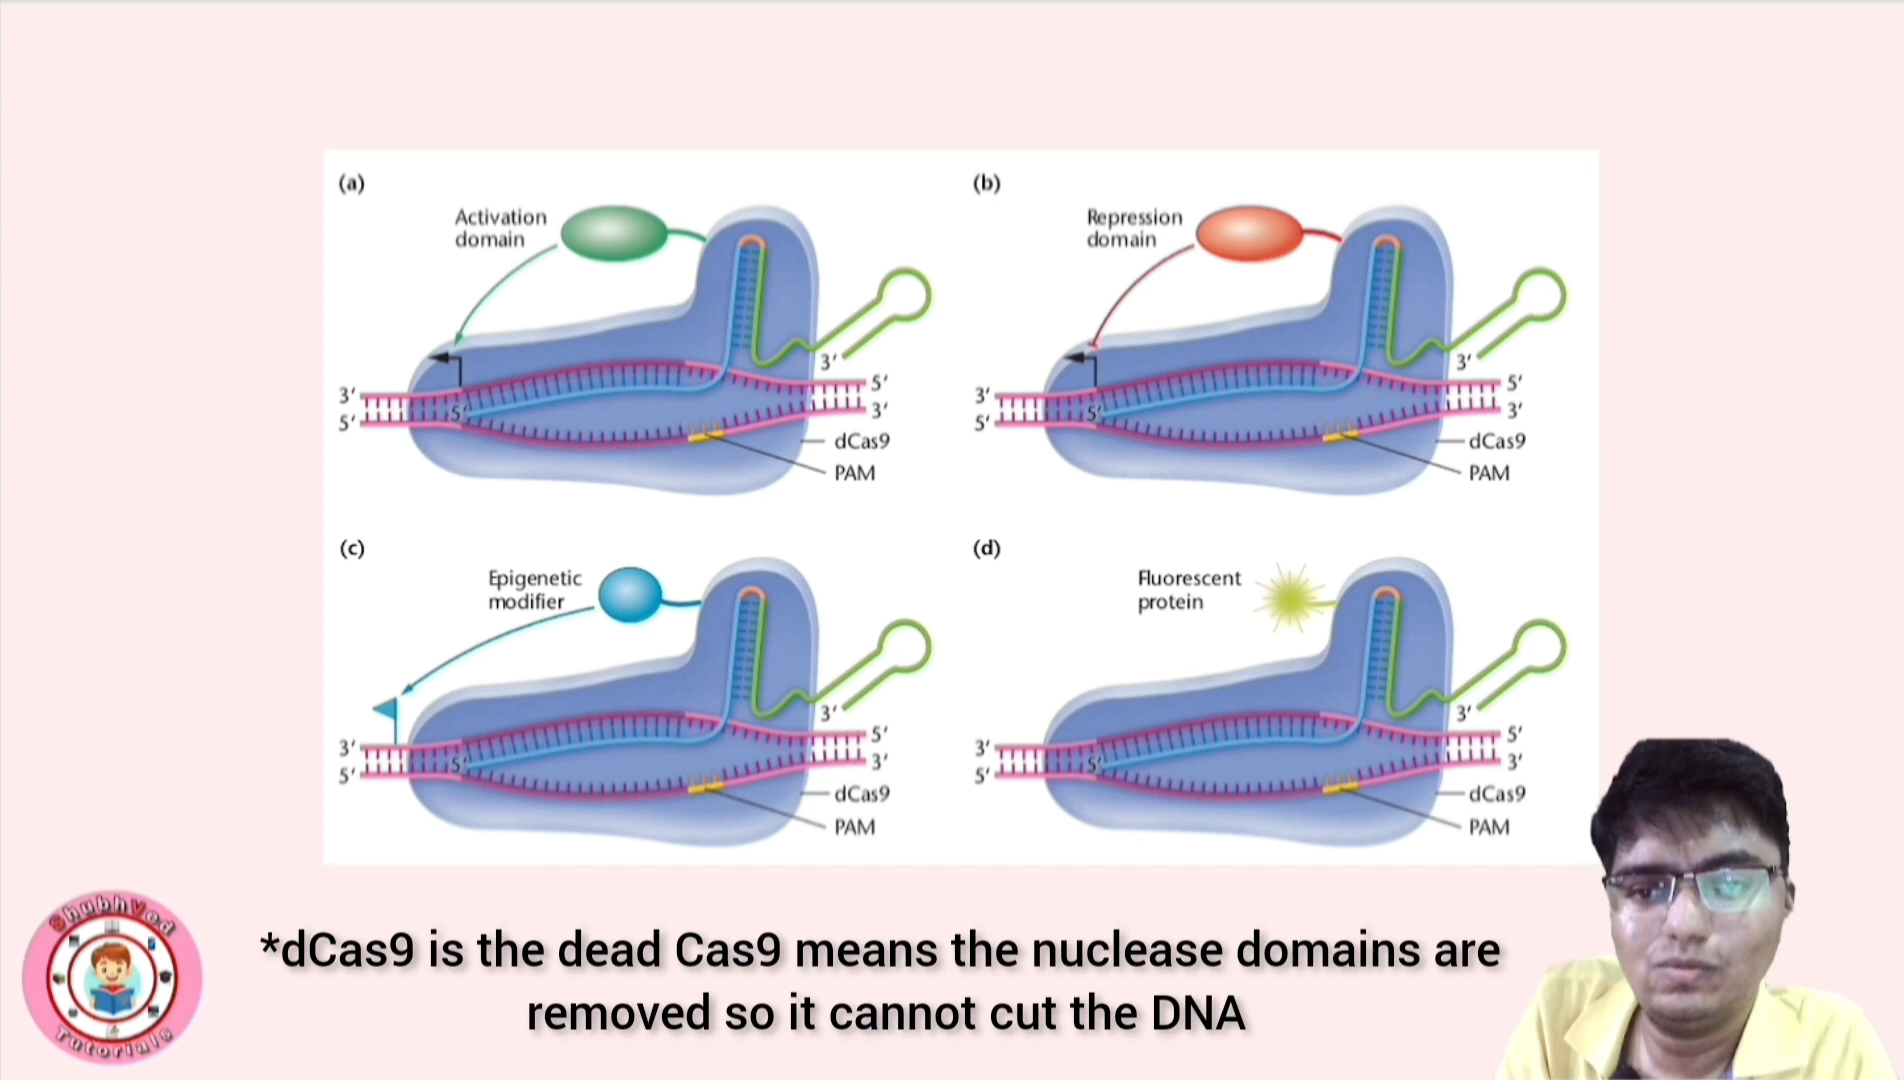 (a)
Activation
domain
3′
3′
5′
5′
5′
3′
dCas9
PAM
(b)
Repression
domain
3′
3′
5′
5′
5′
3′
dCas9
PAM
(c)
Epigenetic
modifier
3′
3′
5′
5′
5′
3′
dCas9
PAM
(d)
Fluorescent
protein
3′
3′
5′
5′
5′
3′
dCas9
PAM
ShubhVed
Tutorials
*dCas9 is the dead Cas9 means the nuclease domains are
removed so it cannot cut the DNA